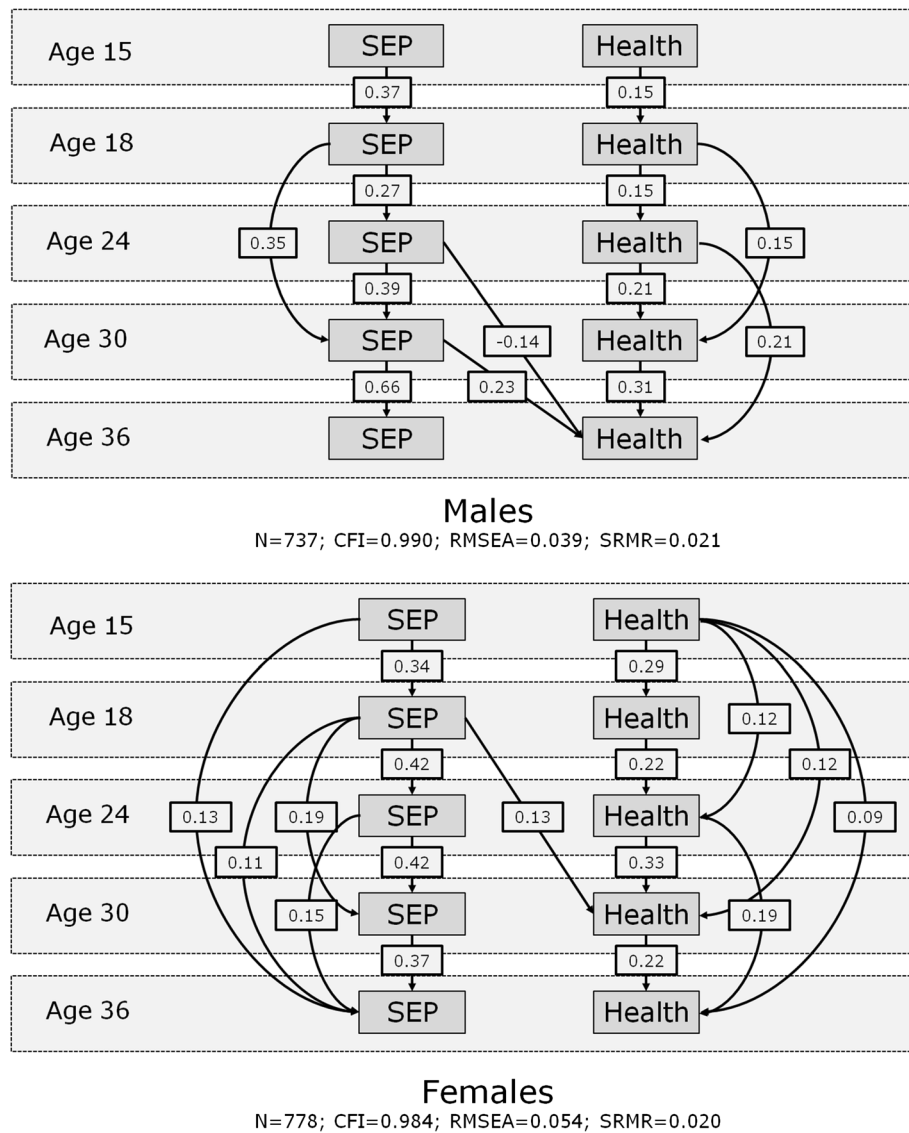 Age 15 SEP Health
0.37 0.15
Age 18 SEP Health
0.27 0.15
Age 24 0.35 SEP Health 0.15
0.39 0.21
Age 30 SEP -0.14 Health 0.21
0.66 0.23 0.31
Age 36 SEP Health
Males
N=737; CFI=0.990; RMSEA=0.039; SRMR=0.021
Age 15 SEP Health
0.34 0.29
Age 18 SEP Health 0.12
0.42 0.22 0.12
Age 24 0.13 0.19 SEP 0.13 Health 0.09
0.11 0.42 0.33
Age 30 0.15 SEP Health 0.19
0.37 0.22
Age 36 SEP Health
Females
N=778; CFI=0.984; RMSEA=0.054; SRMR=0.020